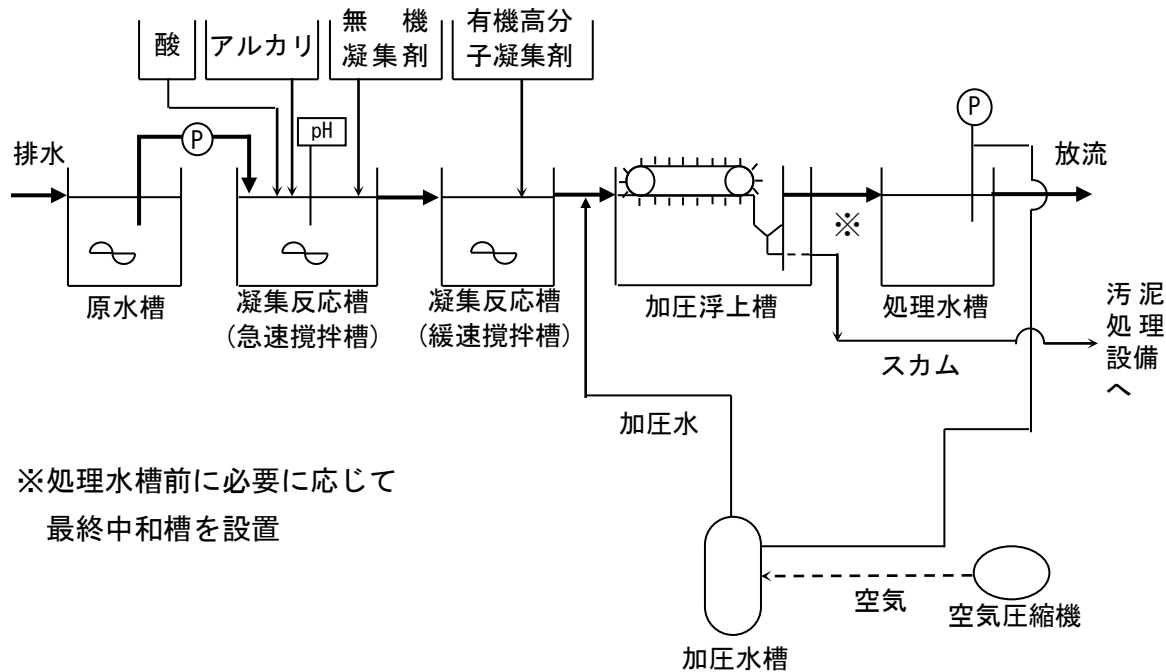 酸
アルカリ
無機
凝集剤
有機高分
子凝集剤
P
pH
P
排水
放流
※
原水槽
凝集反応槽
(急速撹拌槽)
凝集反応槽
(緩速撹拌槽)
加圧浮上槽
処理水槽
汚泥
処理
設備
へ
スカム
加圧水
※処理水槽前に必要に応じて
最終中和槽を設置
空気
空気圧縮機
加圧水槽